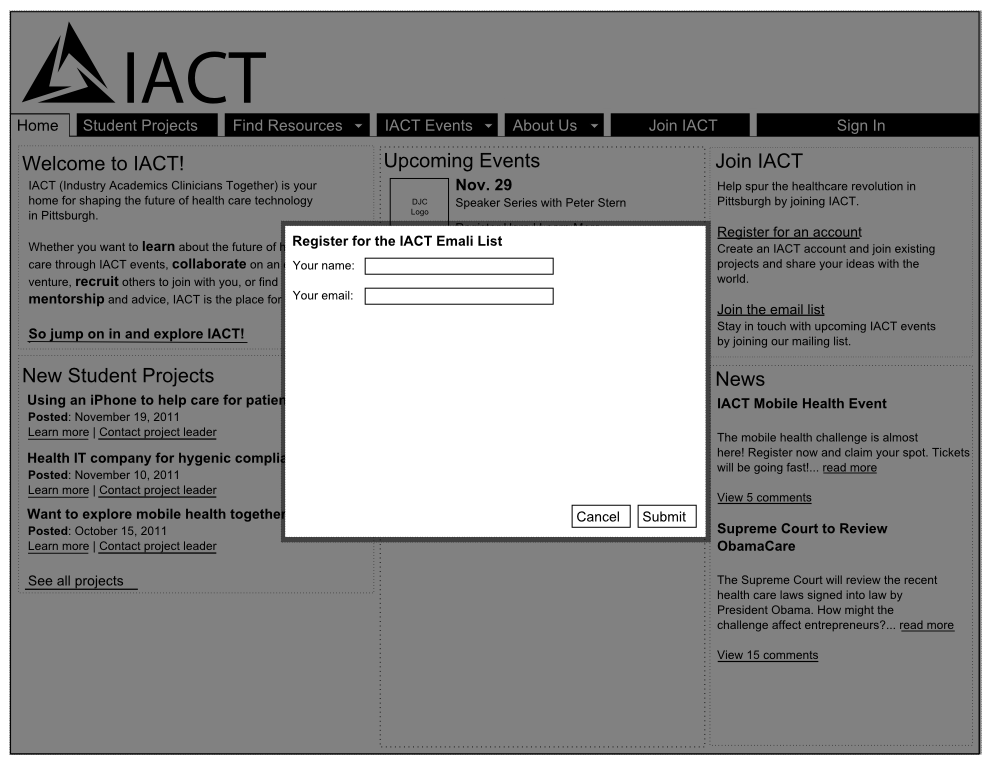 IACT
Home
Student Projects
Find Resources
IACT Events
About Us
Join IACT
Sign In
Welcome to IACT!
IACT (Industry Academics Clinicians Together) is your
home for shaping the future of health care technology
in Pittsburgh.
Whether you want to learn about the future of
care through IACT events, collaborate on an
venture, recruit others to join with you, or find
mentorship and advice, IACT is the place for
So jump on in and explore IACT!
New Student Projects
Using an iPhone to help care for patien
Posted: November 19, 2011
Learn more | Contact project leader
Health IT company for hygenic complia
Posted: November 10, 2011
Learn more | Contact project leader
Want to explore mobile health together
Posted: October 15, 2011
Learn more | Contact project leader
See all projects
Upcoming Events
DJC
Logo
Nov. 29
Speaker Series with Peter Stern
Register for the IACT Emali List
Your name:
Your email:
Cancel
Submit
Join IACT
Help spur the healthcare revolution in
Pittsburgh by joining IACT.
Register for an account
Create an IACT account and join existing
projects and share your ideas with the
world.
Join the email list
Stay in touch with upcoming IACT events
by joining our mailing list.
News
IACT Mobile Health Event
The mobile health challenge is almost
here! Register now and claim your spot. Tickets
will be going fast!... read more
View 5 comments
Supreme Court to Review
ObamaCare
The Supreme Court will review the recent
health care laws signed into law by
President Obama. How might the
challenge affect entrepreneurs?... read more
View 15 comments